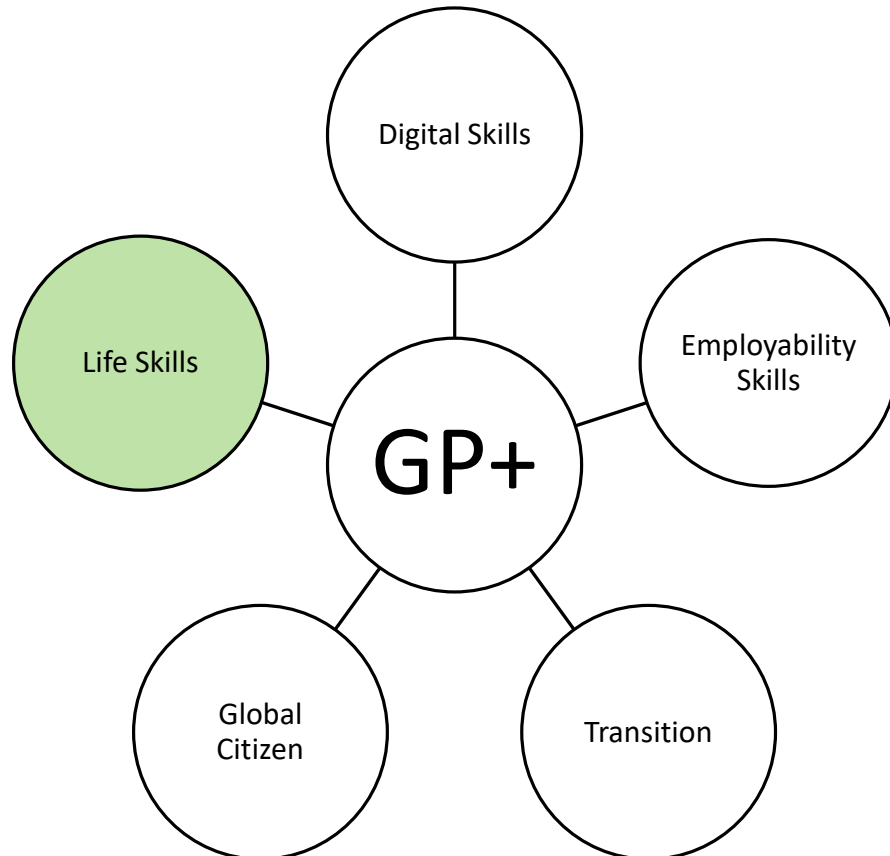 Digital Skills
Life Skills
Employability
Skills
GP+
Global
Citizen
Transition